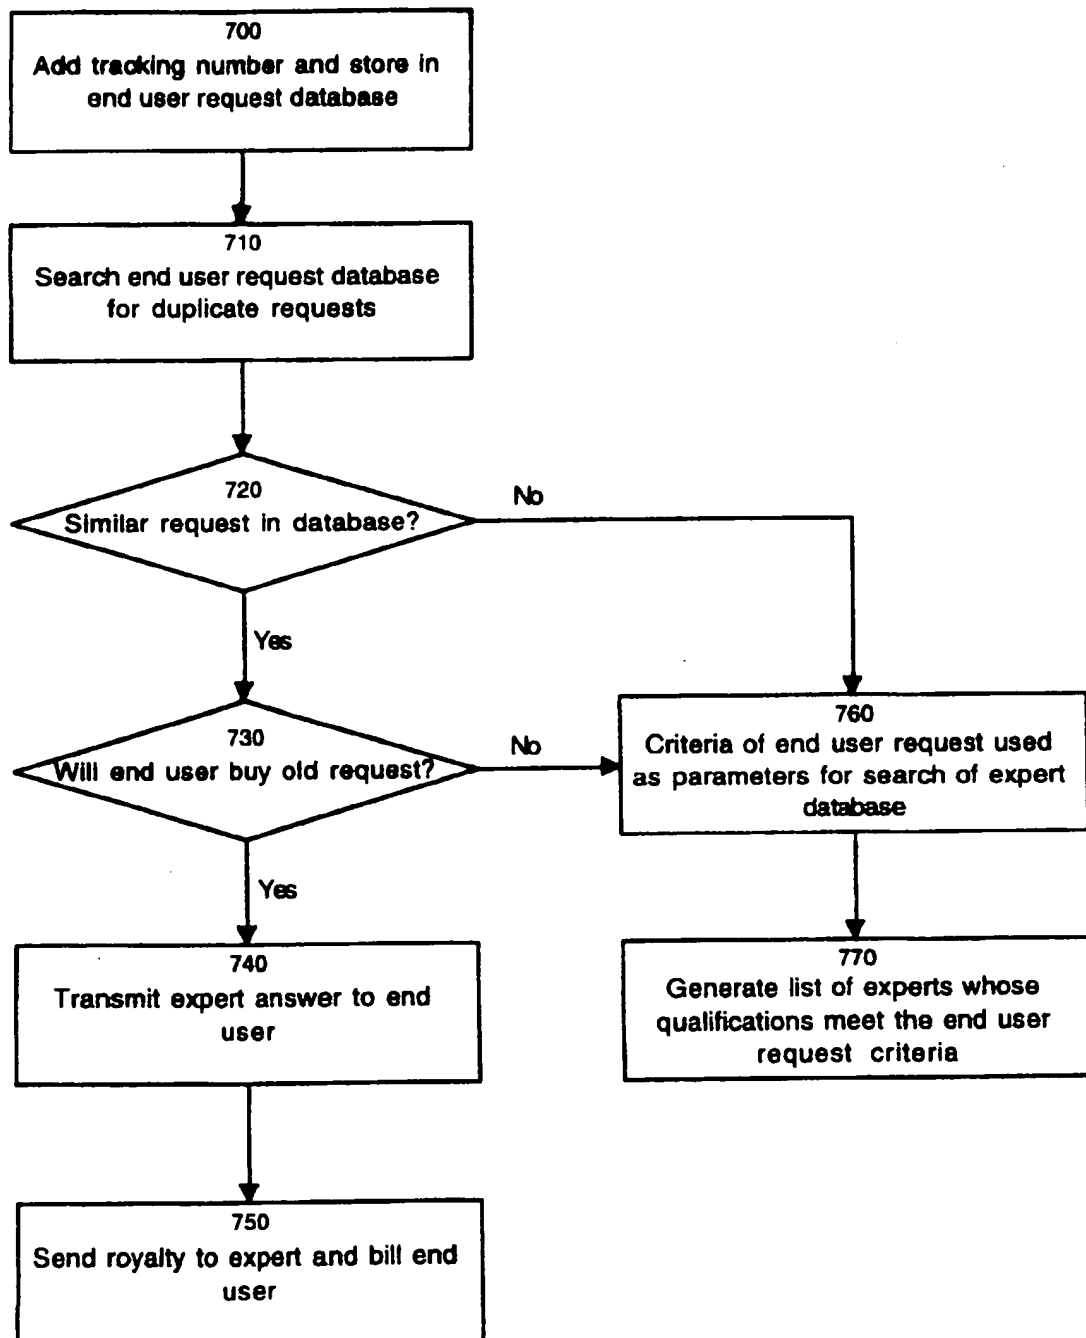 700
Add tracking number and store in
end user request database
710
Search end user request database
for duplicate requests
720
Similar request in database?
No
Yes
730
Will end user buy old request?
No
Yes
760
Criteria of end user request used
as parameters for search of expert
database
740
Transmit expert answer to end
user
770
Generate list of experts whose
qualifications meet the end user
request criteria
750
Send royalty to expert and bill end
user